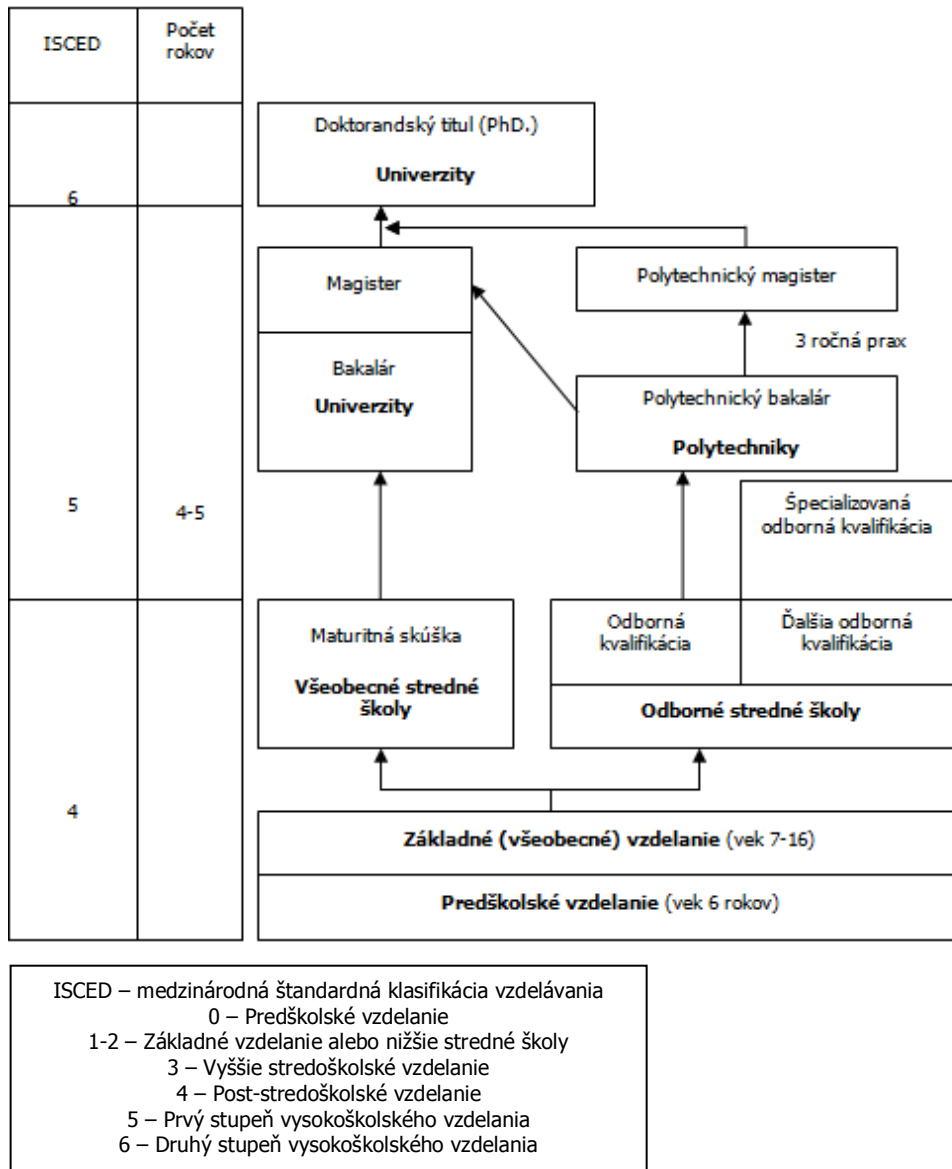 ISCED
Počet
rokov
Doktorandský titul (PhD.)
Univerzity
6
Magister
Polytechnický magister
3 ročná prax
Bakalár
Univerzity
Polytechnický bakalár
Polytechniky
5
4-5
Špecializovaná
odborná kvalifikácia
Maturitná skúška
Všeobecné stredné
školy
Odborná
kvalifikácia
Ďalšia odborná
kvalifikácia
Odborné stredné školy
4
Základné (všeobecné) vzdelanie (vek 7-16)
Predškolské vzdelanie (vek 6 rokov)
ISCED – medzinárodná štandardná klasifikácia vzdelávania
0 – Predškolské vzdelanie
1-2 – Základné vzdelanie alebo nižšie stredné školy
3 – Vyššie stredoškolské vzdelanie
4 – Post-stredoškolské vzdelanie
5 – Prvý stupeň vysokoškolského vzdelania
6 – Druhý stupeň vysokoškolského vzdelania